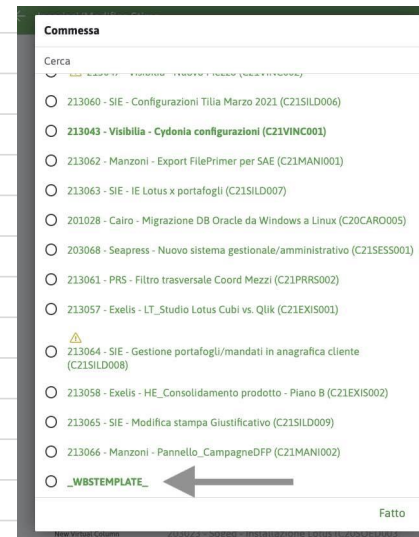 Commessa
Cerca
213060 - SIE - Configurazioni Tilia Marzo 2021 (C21SILD006)
213043 - Visibilia - Cydonia configurazioni (C21VINC001)
213062 - Manzoni - Export FilePrimer per SAE (C21MANI001)
213063 - SIE - IE Lotus x portafogli (C21SILD007)
201028 - Cairo - Migrazione DB Oracle da Windows a Linux (C20CARO005)
203068 - Seapress - Nuovo sistema gestionale/amministrativo (C21SESS001)
213061 - PRS - Filtro trasversale Coord Mezzi (C21PRRS002)
213057 - Exelis - LT_Studio Lotus Cubi vs. Qlik (C21EXIS001)
213064 - SIE - Gestione portafogli/mandati in anagrafica cliente
(C21SILD008)
213058 - Exelis - HE_Consolidamento prodotto - Piano B (C21EXIS002)
213065 - SIE - Modifica stampa Giustificativo (C21SILD009)
213066 - Manzoni - Pannello_CampagneDFP (C21MANI002)
_WBSTEMPLATE_
Fatto
New Virtual Column